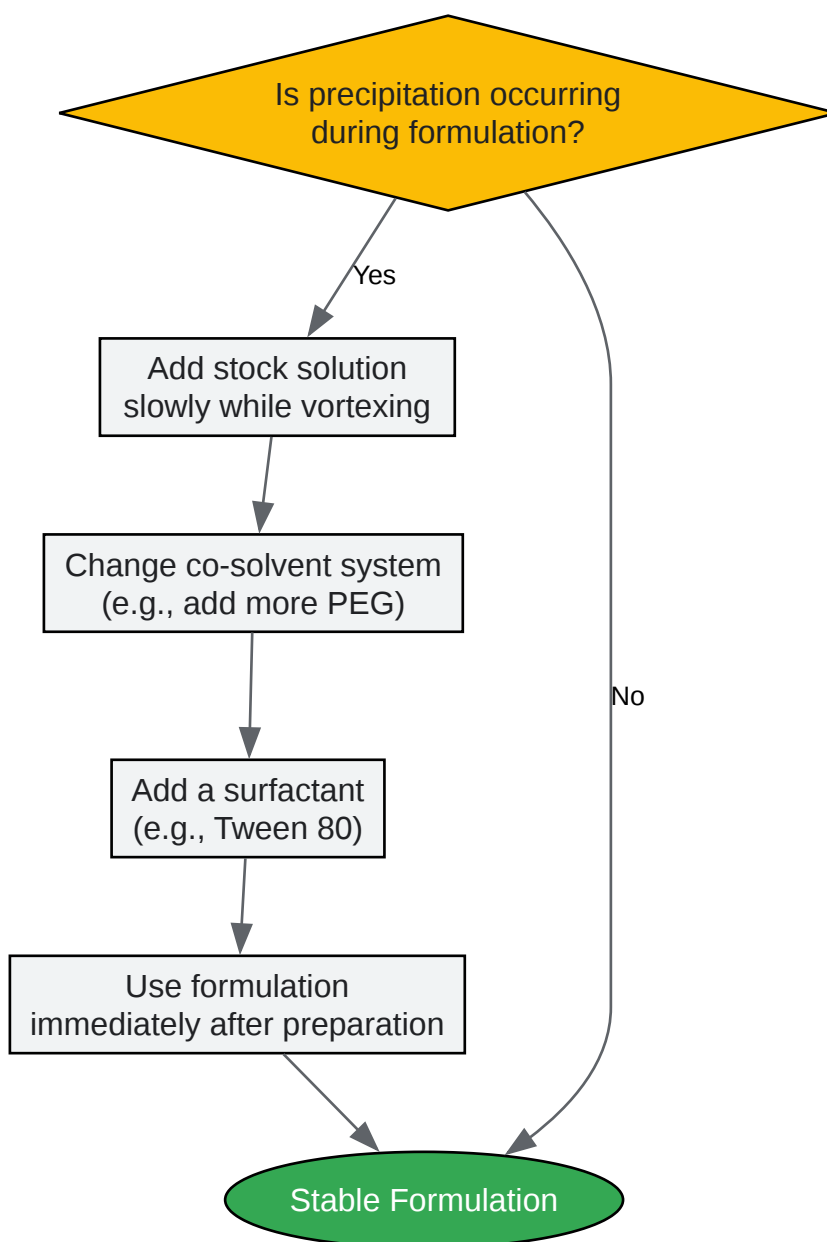 Is precipitation occurring
during formulation?
Yes
Add stock solution
slowly while vortexing
Change co-solvent system
(e.g., add more PEG)
No
Add a surfactant
(e.g., Tween 80)
Use formulation
immediately after preparation
Stable Formulation